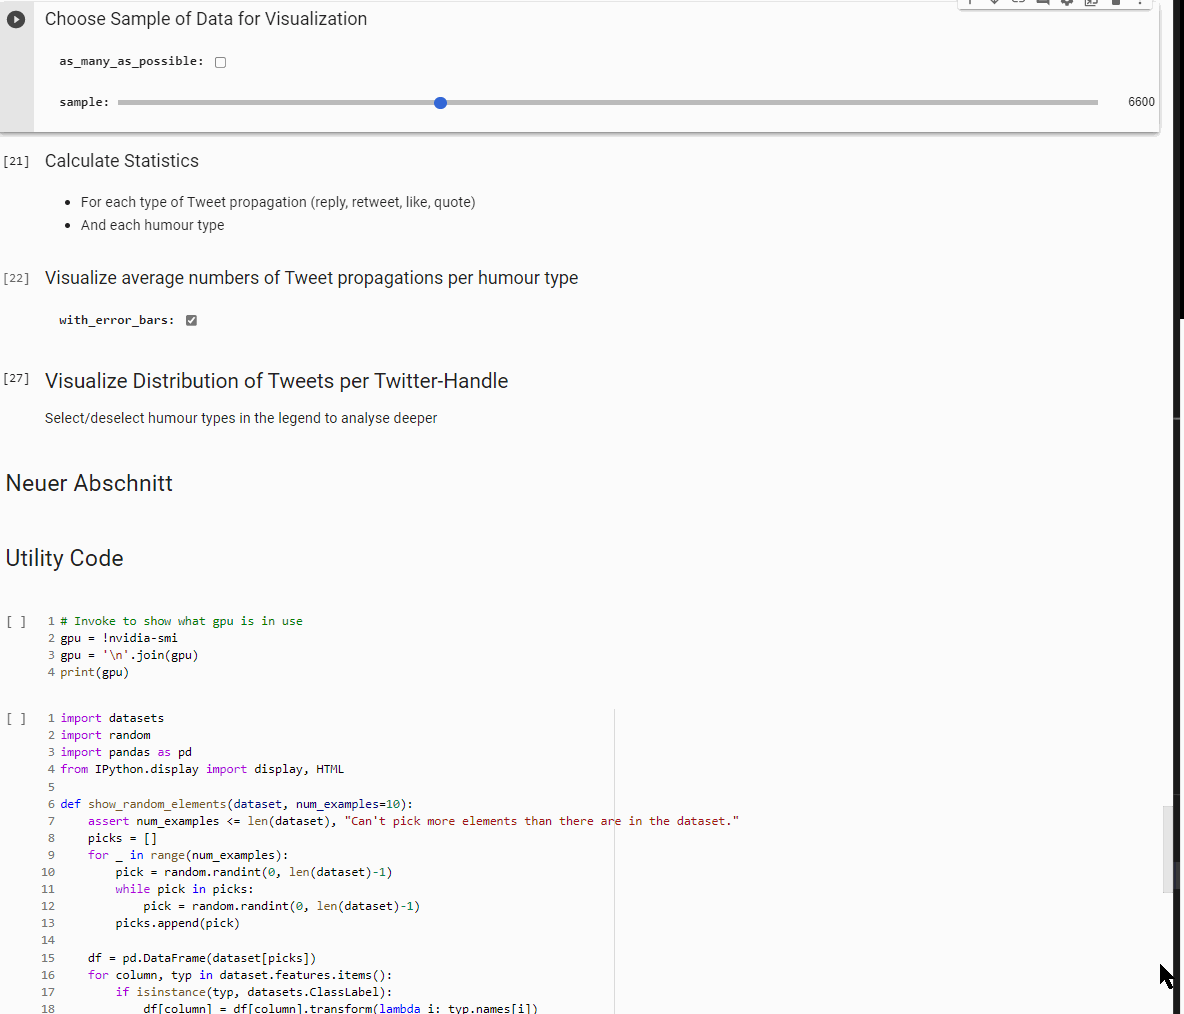 Choose Sample of Data for Visualization
as_many_as_possible:
sample: 6600
[21] Calculate Statistics
• For each type of Tweet propagation (reply, retweet, like, quote)
• And each humour type
[22] Visualize average numbers of Tweet propagations per humour type
with_error_bars:
[27] Visualize Distribution of Tweets per Twitter-Handle
Select/deselect humour types in the legend to analyse deeper
Neuer Abschnitt
Utility Code
[ ] 1 # Invoke to show what gpu is in use
2 gpu = !nvidia-smi
3 gpu = '\n'.join(gpu)
4 print(gpu)
[ ] 1 import datasets
2 import random
3 import pandas as pd
4 from IPython.display import display, HTML
5
6 def show_random_elements(dataset, num_examples=10):
7     assert num_examples <= len(dataset), "Can't pick more elements than there are in the dataset."
8     picks = []
9     for _ in range(num_examples):
10         pick = random.randint(0, len(dataset)-1)
11         while pick in picks:
12             pick = random.randint(0, len(dataset)-1)
13         picks.append(pick)
14
15     df = pd.DataFrame(dataset[picks])
16     for column, typ in dataset.features.items():
17         if isinstance(typ, datasets.ClassLabel):
18             df[column] = df[column].transform(lambda i: typ.names[i])